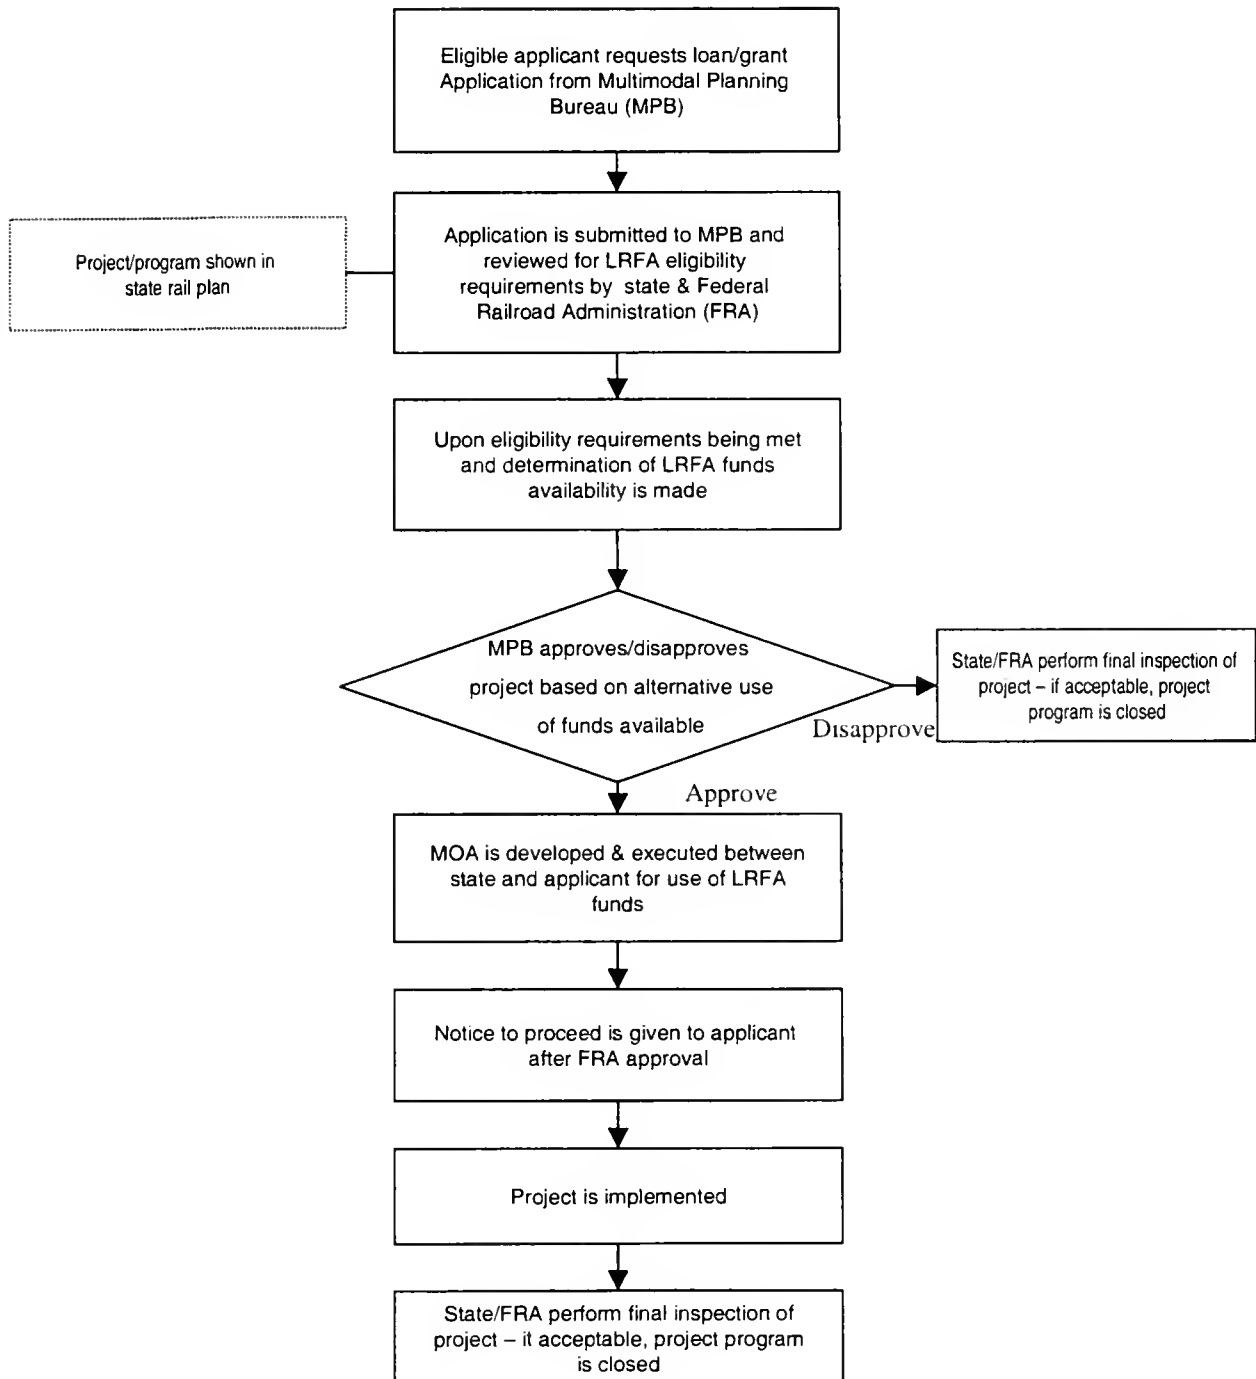 Eligible applicant requests loan/grant
Application from Multimodal Planning
Bureau (MPB)
Project/program shown in
state rail plan
Application is submitted to MPB and
reviewed for LRFA eligibility
requirements by state & Federal
Railroad Administration (FRA)
Upon eligibility requirements being met
and determination of LRFA funds
availability is made
MPB approves/disapproves
project based on alternative use
of funds available
Disapprove
State/FRA perform final inspection of
project – if acceptable, project
program is closed
Approve
MOA is developed & executed between
state and applicant for use of LRFA
funds
Notice to proceed is given to applicant
after FRA approval
Project is implemented
State/FRA perform final inspection of
project – it acceptable, project program
is closed